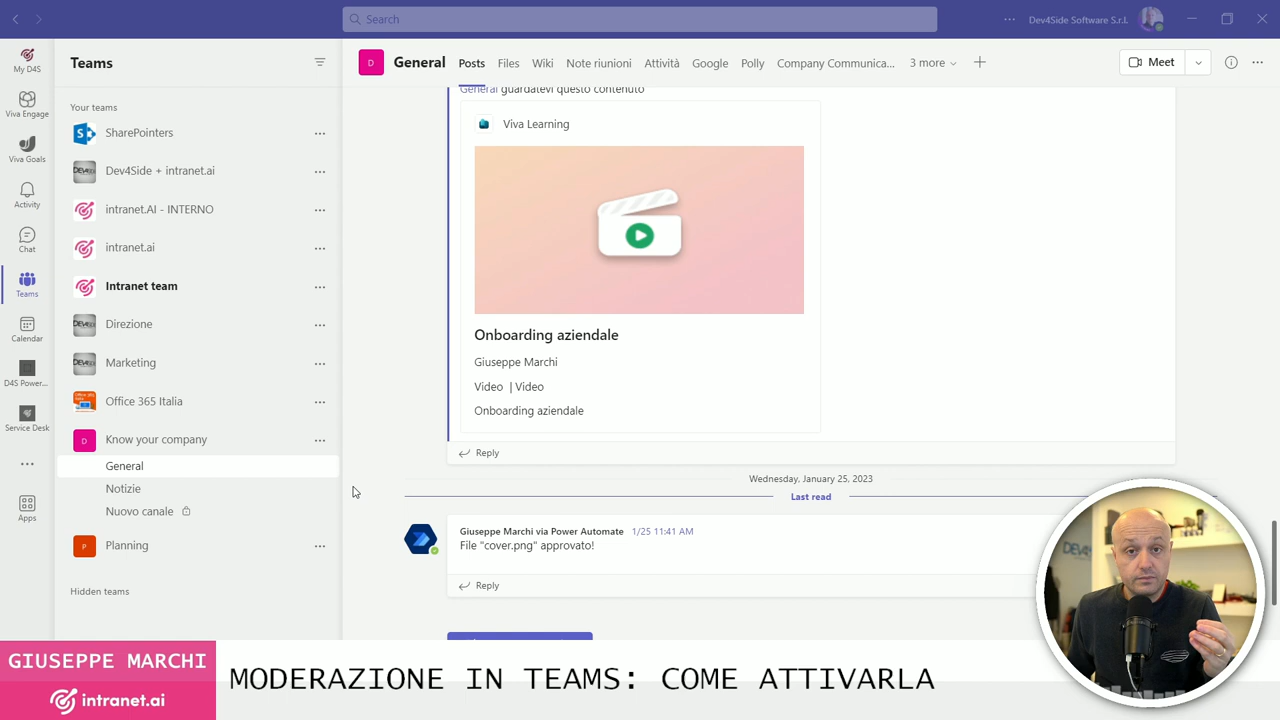 Search
Dev4Side Software S.r.l.
My D4S
Viva Engage
Viva Goals
Activity
Chat
Teams
Calendar
D4S Power...
Service Desk
Apps
Teams
Your teams
SharePointers
Dev4Side + intranet.ai
intranet.AI - INTERNO
intranet.ai
Intranet team
Direzione
Marketing
Office 365 Italia
D
Know your company
General
Notizie
Nuovo canale
P
Planning
Hidden teams
D
General
Posts
Files
Wiki
Note riunioni
Attività
Google
Polly
Company Communica...
3 more
Meet
General guardatevi questo contenuto
Viva Learning
Onboarding aziendale
Giuseppe Marchi
Video | Video
Onboarding aziendale
Reply
Wednesday, January 25, 2023
Last read
Giuseppe Marchi via Power Automate 1/25 11:41 AM
File "cover.png" approvato!
Reply
GIUSEPPE MARCHI
intranet.ai
MODERAZIONE IN TEAMS: COME ATTIVARLA